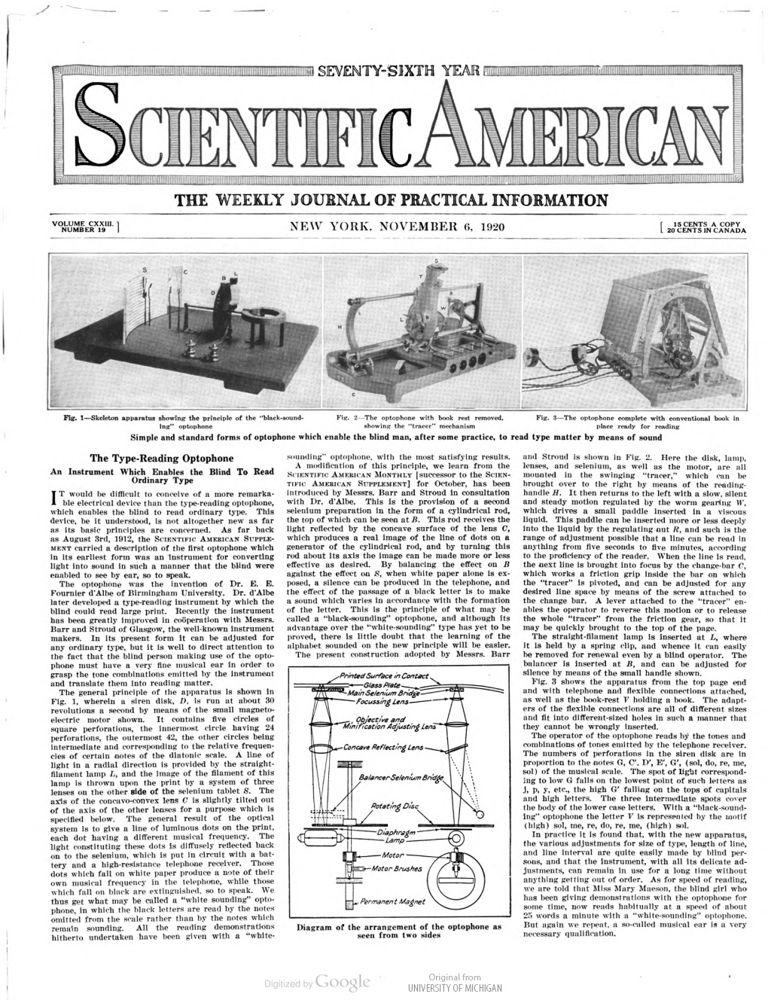 SEVENTY-SIXTH YEAR
SCIENTIFIC AMERICAN
THE WEEKLY JOURNAL OF PRACTICAL INFORMATION
VOLUME CXXIII.
NUMBER 19 ]
NEW YORK, NOVEMBER 6, 1920
[ 15 CENTS A COPY
20 CENTS IN CANADA
S
C
B
L
D
S
T
R
W
L
B
H
C
V
Fig. 1—Skeleton apparatus showing the principle of the "black-sound-
ing" optophone
Fig. 2—The optophone with book rest removed,
showing the "tracer" mechanism
Fig. 3—The optophone complete with conventional book in
place ready for reading
Simple and standard forms of optophone which enable the blind man, after some practice, to read type matter by means of sound
The Type-Reading Optophone
An Instrument Which Enables the Blind To Read
Ordinary Type
IT would be difficult to conceive of a more remarka-
ble electrical device than the type-reading optophone,
which enables the blind to read ordinary type. This
device, be it understood, is not altogether new as far
as its basic principles are concerned. As far back
as August 3rd, 1912, the SCIENTIFIC AMERICAN SUPPLE-
MENT carried a description of the first optophone which
in its earliest form was an instrument for converting
light into sound in such a manner that the blind were
enabled to see by ear, so to speak.
The optophone was the invention of Dr. E. E.
Fournier d'Albe of Birmingham University. Dr. d'Albe
later developed a type-reading instrument by which the
blind could read large print. Recently the instrument
has been greatly improved in coöperation with Messrs.
Barr and Stroud of Glasgow, the well-known instrument
makers. In its present form it can be adjusted for
any ordinary type, but it is well to direct attention to
the fact that the blind person making use of the opto-
phone must have a very fine musical ear in order to
grasp the tone combinations emitted by the instrument
and translate them into reading matter.
The general principle of the apparatus is shown in
Fig. 1, wherein a siren disk, D, is run at about 30
revolutions a second by means of the small magneto-
electric motor shown. It contains five circles of
square perforations, the innermost circle having 24
perforations, the outermost 42, the other circles being
intermediate and corresponding to the relative frequen-
cies of certain notes of the diatonic scale. A line of
light in a radial direction is provided by the straight-
filament lamp L, and the image of the filament of this
lamp is thrown upon the print by a system of three
lenses on the other side of the selenium tablet S. The
axis of the concavo-convex lens C is slightly tilted out
of the axis of the other lenses for a purpose which is
specified below. The general result of the optical
system is to give a line of luminous dots on the print,
each dot having a different musical frequency. The
light constituting these dots is diffusely reflected back
on to the selenium, which is put in circuit with a bat-
tery and a high-resistance telephone receiver. Those
dots which fall on white paper produce a note of their
own musical frequency in the telephone, while those
which fall on black are extinguished, so to speak. We
thus get what may be called a "white sounding" opto-
phone, in which the black letters are read by the notes
omitted from the scale rather than by the notes which
remain sounding. All the reading demonstrations
hitherto undertaken have been given with a "white-
sounding" optophone, with the most satisfying results.
A modification of this principle, we learn from the
SCIENTIFIC AMERICAN MONTHLY [successor to the SCIEN-
TIFIC AMERICAN SUPPLEMENT] for October, has been
introduced by Messrs. Barr and Stroud in consultation
with Dr. d'Albe. This is the provision of a second
selenium preparation in the form of a cylindrical rod,
the top of which can be seen at B. This rod receives the
light reflected by the concave surface of the lens C,
which produces a real image of the line of dots on a
generator of the cylindrical rod, and by turning this
rod about its axis the image can be made more or less
effective as desired. By balancing the effect on B
against the effect on S, when white paper alone is ex-
posed, a silence can be produced in the telephone, and
the effect of the passage of a black letter is to make
a sound which varies in accordance with the formation
of the letter. This is the principle of what may be
called a "black-sounding" optophone, and although its
advantage over the "white-sounding" type has yet to be
proved, there is little doubt that the learning of the
alphabet sounded on the new principle will be easier.
The present construction adopted by Messrs. Barr
Printed Surface in Contact
Glass Plate
Main Selenium Bridge
Focussing Lens
Objective and
Minification Adjusting Lens
Concave Reflecting Lens
Balancer Selenium Bridge
Rotating Disc
Diaphragm
Lamp
Motor
Motor Brushes
Permanent Magnet
Diagram of the arrangement of the optophone as
seen from two sides
and Stroud is shown in Fig. 2. Here the disk, lamp,
lenses, and selenium, as well as the motor, are all
mounted in the swinging "tracer," which can be
brought over to the right by means of the reading-
handle H. It then returns to the left with a slow, silent
and steady motion regulated by the worm gearing W,
which drives a small paddle inserted in a viscous
liquid. This paddle can be inserted more or less deeply
into the liquid by the regulating nut R, and such is the
range of adjustment possible that a line can be read in
anything from five seconds to five minutes, according
to the proficiency of the reader. When the line is read,
the next line is brought into focus by the change-bar C,
which works a friction grip inside the bar on which
the "tracer" is pivoted, and can be adjusted for any
desired line space by means of the screw attached to
the change bar. A lever attached to the "tracer" en-
ables the operator to reverse this motion or to release
the whole "tracer" from the friction gear, so that it
may be quickly brought to the top of the page.
The straight-filament lamp is inserted at L, where
it is held by a spring clip, and whence it can easily
be removed for renewal even by a blind operator. The
balancer is inserted at B, and can be adjusted for
silence by means of the small handle shown.
Fig. 3 shows the apparatus from the top page end
and with telephone and flexible connections attached,
as well as the book-rest V holding a book. The adapt-
ers of the flexible connections are all of different sizes
and fit into different-sized holes in such a manner that
they cannot be wrongly inserted.
The operator of the optophone reads by the tones and
combinations of tones emitted by the telephone receiver.
The numbers of perforations in the siren disk are in
proportion to the notes G, C', D', E', G', (sol, do, re, me,
sol) of the musical scale. The spot of light correspond-
ing to low G falls on the lowest point of such letters as
j, p, y, etc., the high G' falling on the tops of capitals
and high letters. The three intermediate spots cover
the body of the lower case letters. With a "black-sound-
ing" optophone the letter V is represented by the motif
(high) sol, me, re, do, re, me, (high) sol.
In practice it is found that, with the new apparatus,
the various adjustments for size of type, length of line,
and line interval are quite easily made by blind per-
sons, and that the instrument, with all its delicate ad-
justments, can remain in use for a long time without
anything getting out of order. As for speed of reading,
we are told that Miss Mary Maeson, the blind girl who
has been giving demonstrations with the optophone for
some time, now reads habitually at a speed of about
25 words a minute with a "white-sounding" optophone.
But again we repeat, a so-called musical ear is a very
necessary qualification.
Digitized by Google
Original from
UNIVERSITY OF MICHIGAN